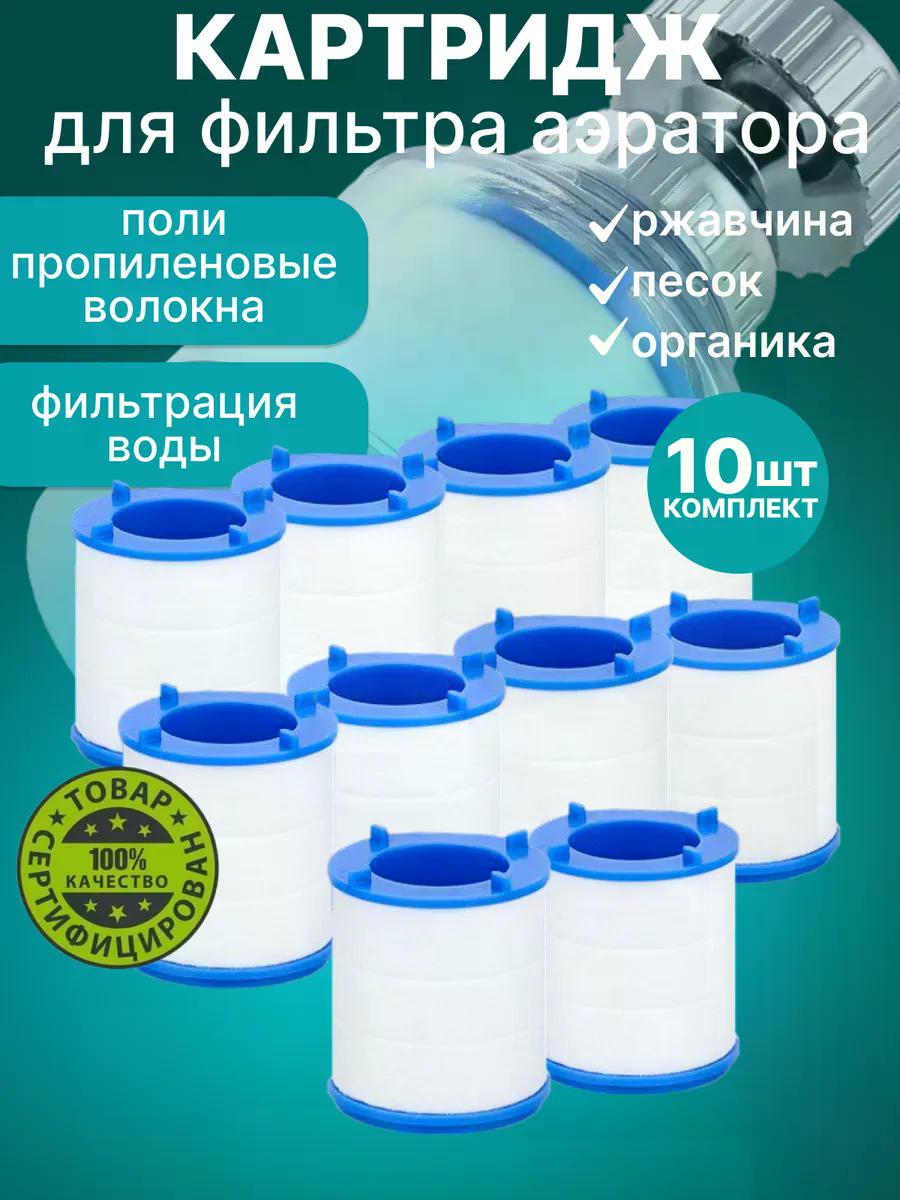 КАРТРИДЖ
для фильтра аэратора
поли
пропиленовые
волокна
ржавчина
песок
органика
фильтрация
воды
10шт
КОМПЛЕКТ
ТОВАР
100%
КАЧЕСТВО
СЕРТИФИЦИРОВАН